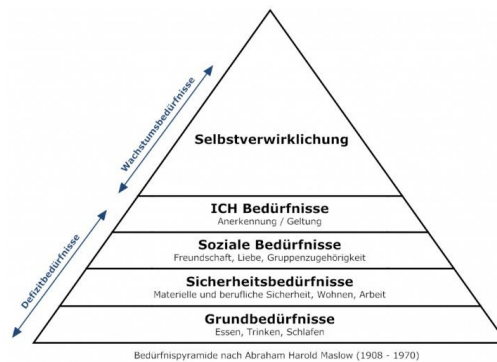 Wachstumsbedürfnisse
Selbstverwirklichung
Defizitbedürfnisse
ICH Bedürfnisse
Anerkennung / Geltung
Soziale Bedürfnisse
Freundschaft, Liebe, Gruppenzugehörigkeit
Sicherheitsbedürfnisse
Materielle und berufliche Sicherheit, Wohnen, Arbeit
Grundbedürfnisse
Essen, Trinken, Schlafen
Bedürfnispyramide nach Abraham Harold Maslow (1908 - 1970)